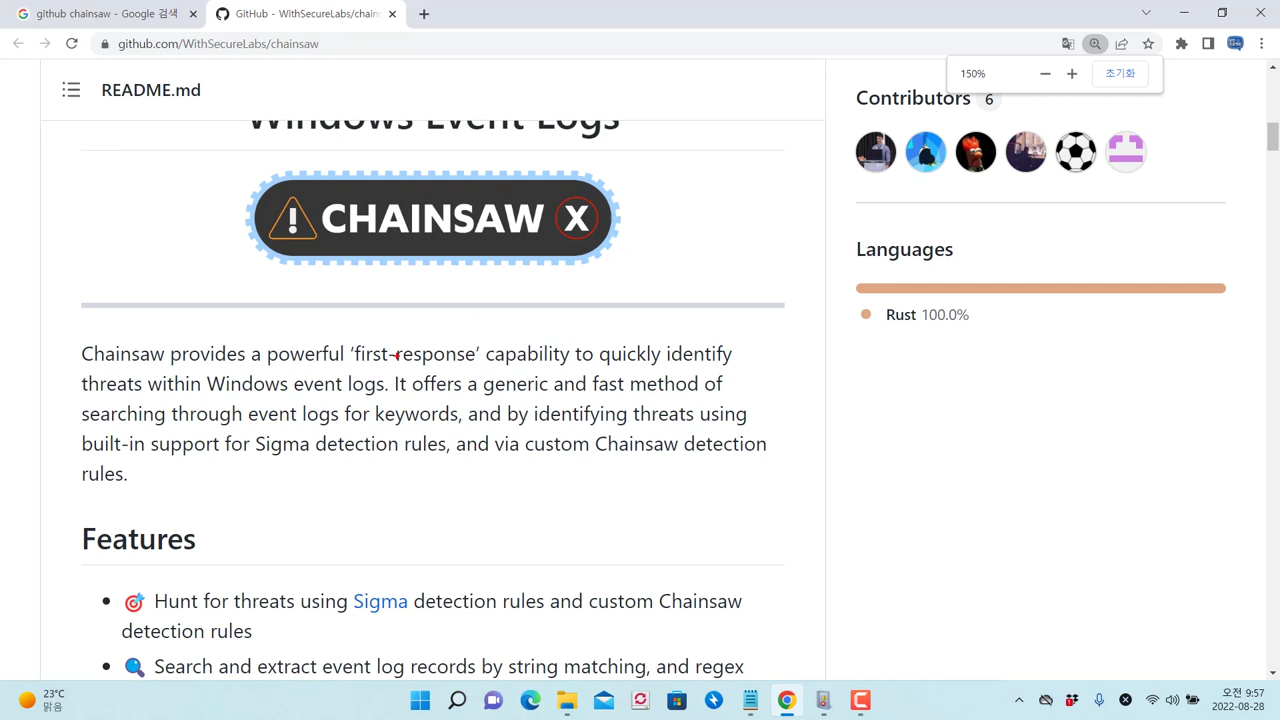 github chainsaw - Google 검색
GitHub - WithSecureLabs/chain
github.com/WithSecureLabs/chainsaw
150%
초기화
README.md
Windows Event Logs
CHAINSAW X
Chainsaw provides a powerful ‘first-response’ capability to quickly identify
threats within Windows event logs. It offers a generic and fast method of
searching through event logs for keywords, and by identifying threats using
built-in support for Sigma detection rules, and via custom Chainsaw detection
rules.
Features
Hunt for threats using Sigma detection rules and custom Chainsaw
detection rules
Search and extract event log records by string matching, and regex
Contributors 6
Languages
Rust 100.0%
23°C
맑음
오전 9:57
2022-08-28